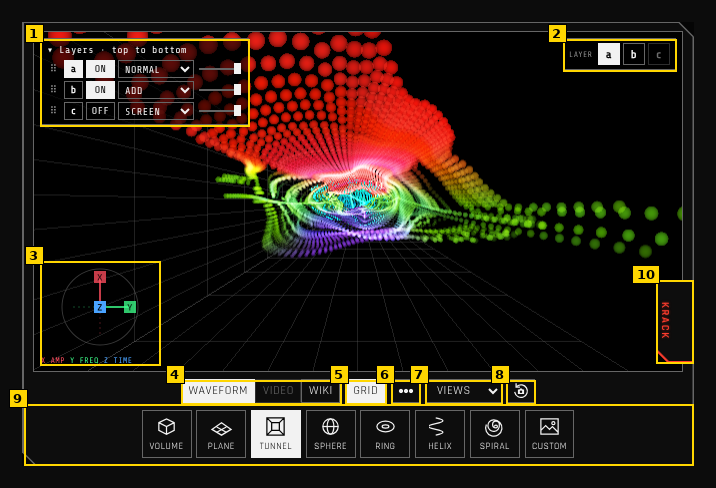 1
▾ Layers · top to bottom
a ON NORMAL
b ON ADD
c OFF SCREEN
2
LAYER a b c
3
X
Z Y
X AMP Y FREQ Z TIME
10
KRACK
4 5 6 7 8
WAVEFORM VIDEO WIKI GRID ••• VIEWS
9
VOLUME PLANE TUNNEL SPHERE RING HELIX SPIRAL CUSTOM